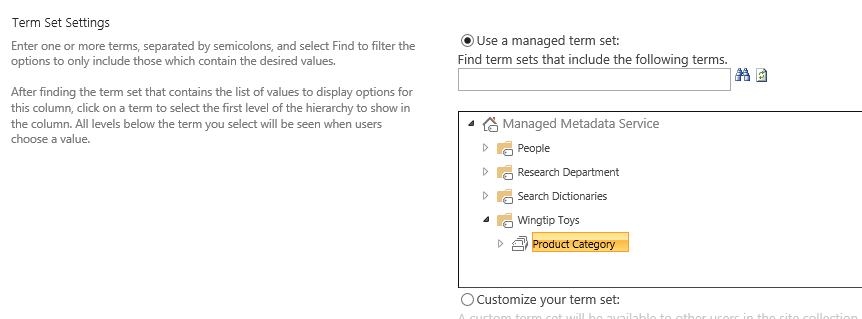 Term Set Settings
Enter one or more terms, separated by semicolons, and select Find to filter the
options to only include those which contain the desired values.
After finding the term set that contains the list of values to display options for
this column, click on a term to select the first level of the hierarchy to show in
the column. All levels below the term you select will be seen when users
choose a value.
Use a managed term set:
Find term sets that include the following terms.
Managed Metadata Service
People
Research Department
Search Dictionaries
Wingtip Toys
Product Category
Customize your term set:
A custom term set will be available to other users in the site collection